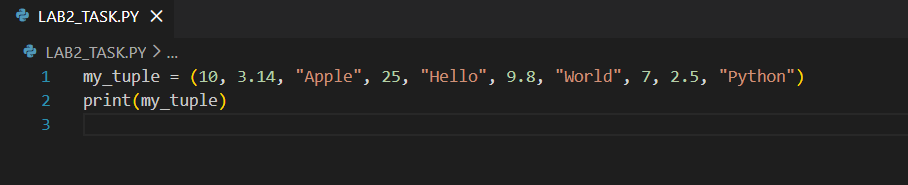 LAB2_TASK.PY ×
LAB2_TASK.PY > ...
1 my_tuple = (10, 3.14, "Apple", 25, "Hello", 9.8, "World", 7, 2.5, "Python")
2 print(my_tuple)
3